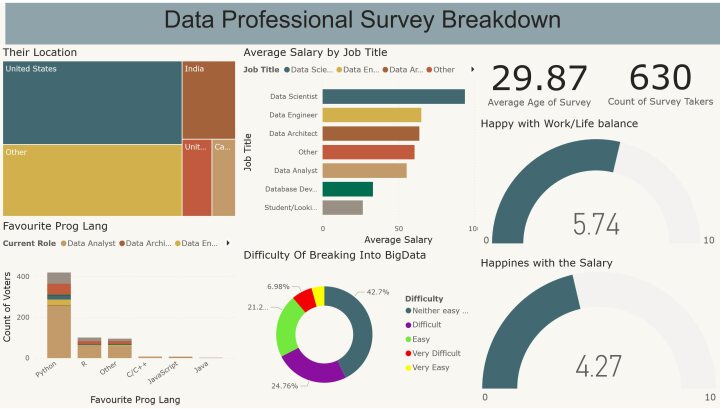 Data Professional Survey Breakdown
Their Location
United States
India
Other
Unit...
Ca...
Average Salary by Job Title
Job Title Data Scie... Data En... Data Ar... Other
Job Title
Data Scientist
Data Engineer
Data Architect
Other
Data Analyst
Database Dev...
Student/Looki...
0 50 100
Average Salary
29.87
Average Age of Survey
630
Count of Survey Takers
Happy with Work/Life balance
5.74
0 10
Happines with the Salary
4.27
0 10
Favourite Prog Lang
Current Role Data Analyst Data Archi... Data En...
Count of Voters
400
200
0
Python R Other C/C++ JavaScript Java
Favourite Prog Lang
Difficulty Of Breaking Into BigData
6.98%
42.7%
21.2...
24.76%
Difficulty
Neither easy ...
Difficult
Easy
Very Difficult
Very Easy